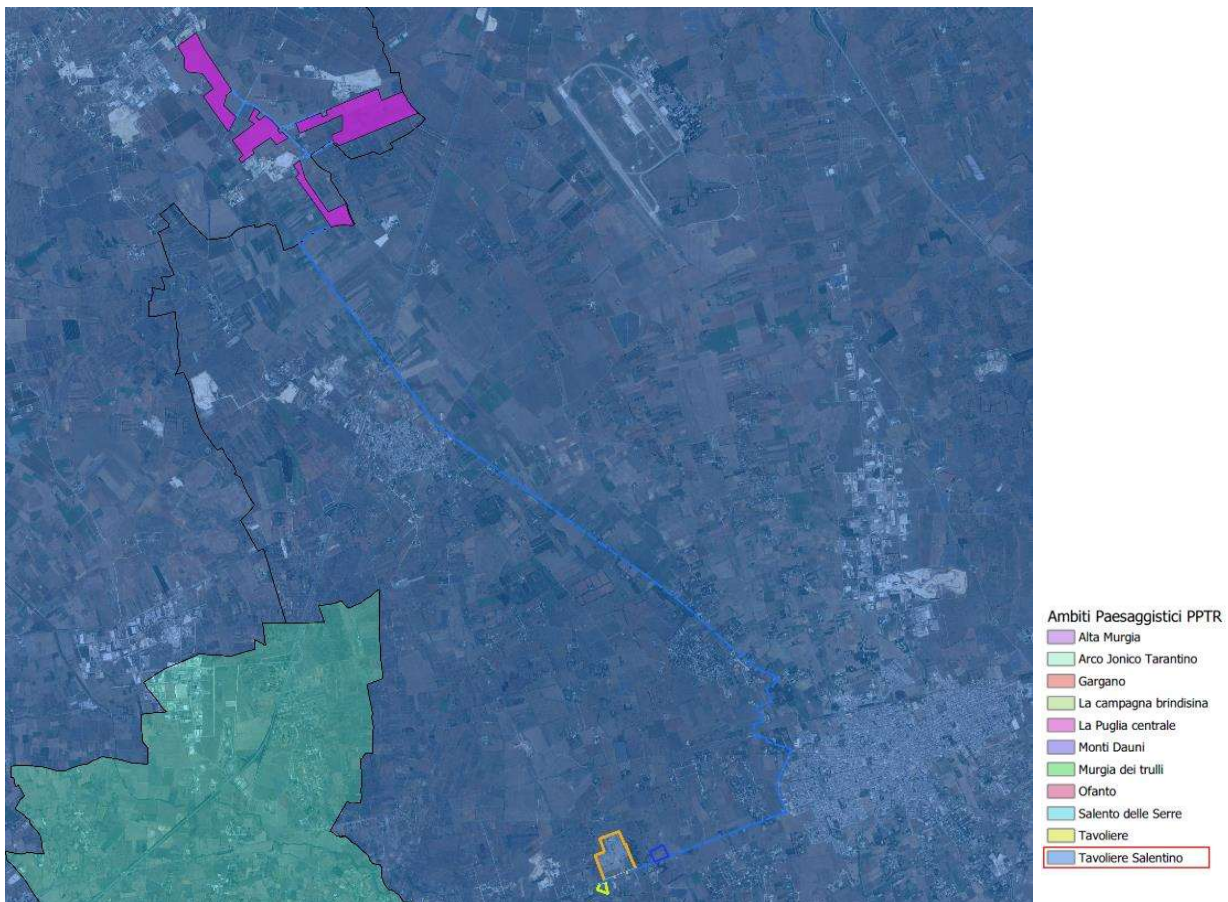 Ambiti Paesaggistici PPTR
Alta Murgia
Arco Jonico Tarantino
Gargano
La campagna brindisina
La Puglia centrale
Monti Dauni
Murgia dei trulli
Ofanto
Salento delle Serre
Tavoliere
Tavoliere Salentino